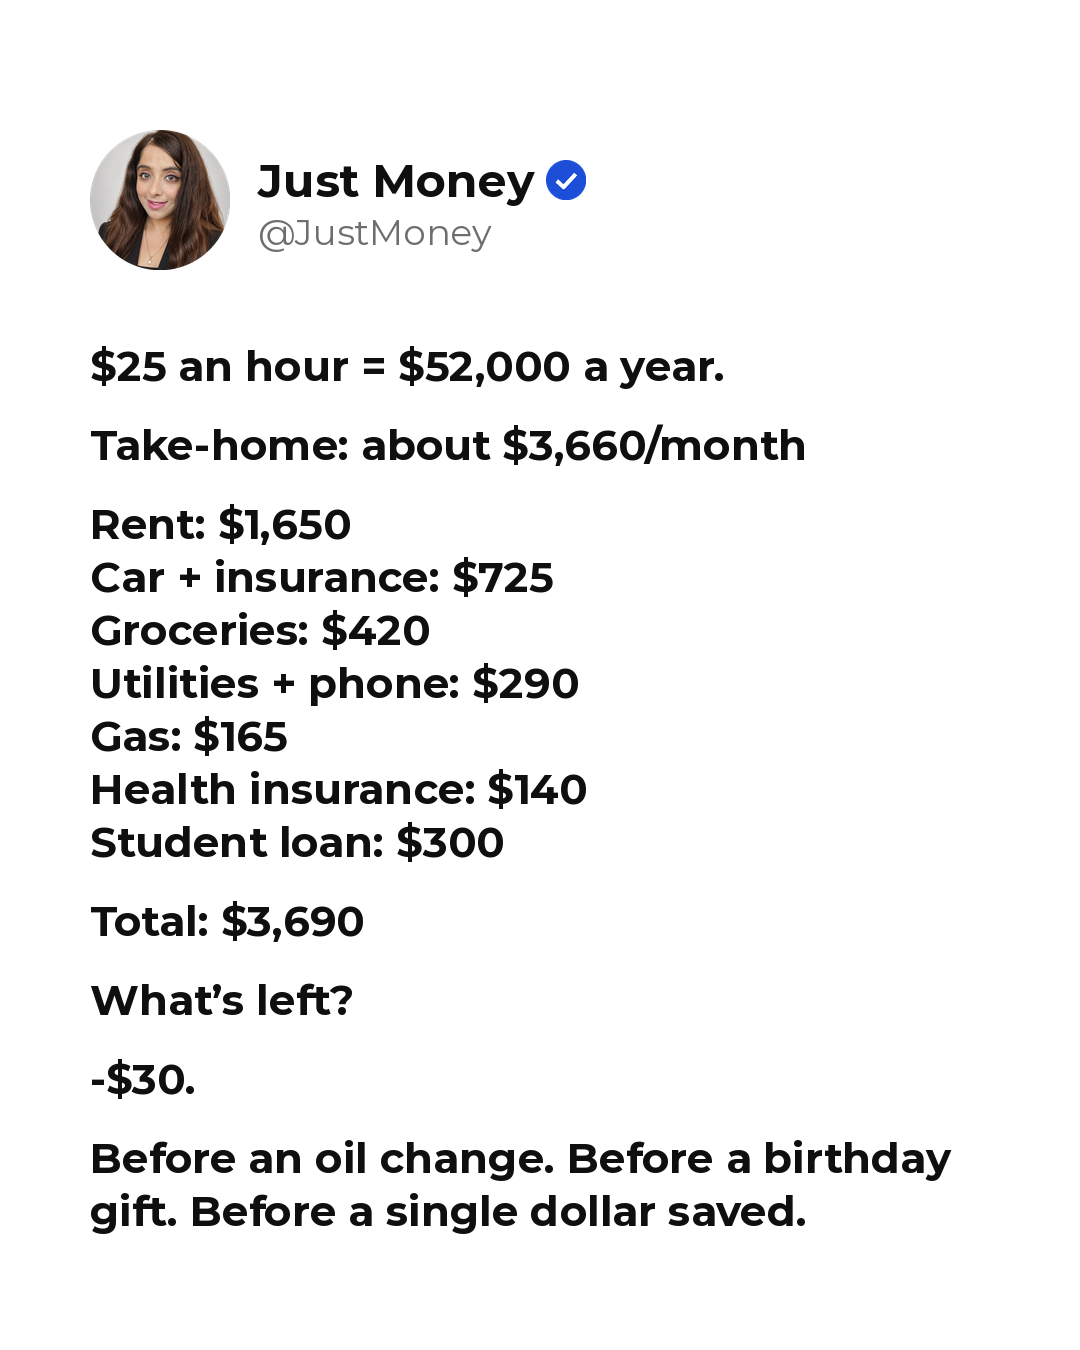 Just Money
@JustMoney
$25 an hour = $52,000 a year.
Take-home: about $3,660/month
Rent: $1,650
Car + insurance: $725
Groceries: $420
Utilities + phone: $290
Gas: $165
Health insurance: $140
Student loan: $300
Total: $3,690
What’s left?
-$30.
Before an oil change. Before a birthday
gift. Before a single dollar saved.